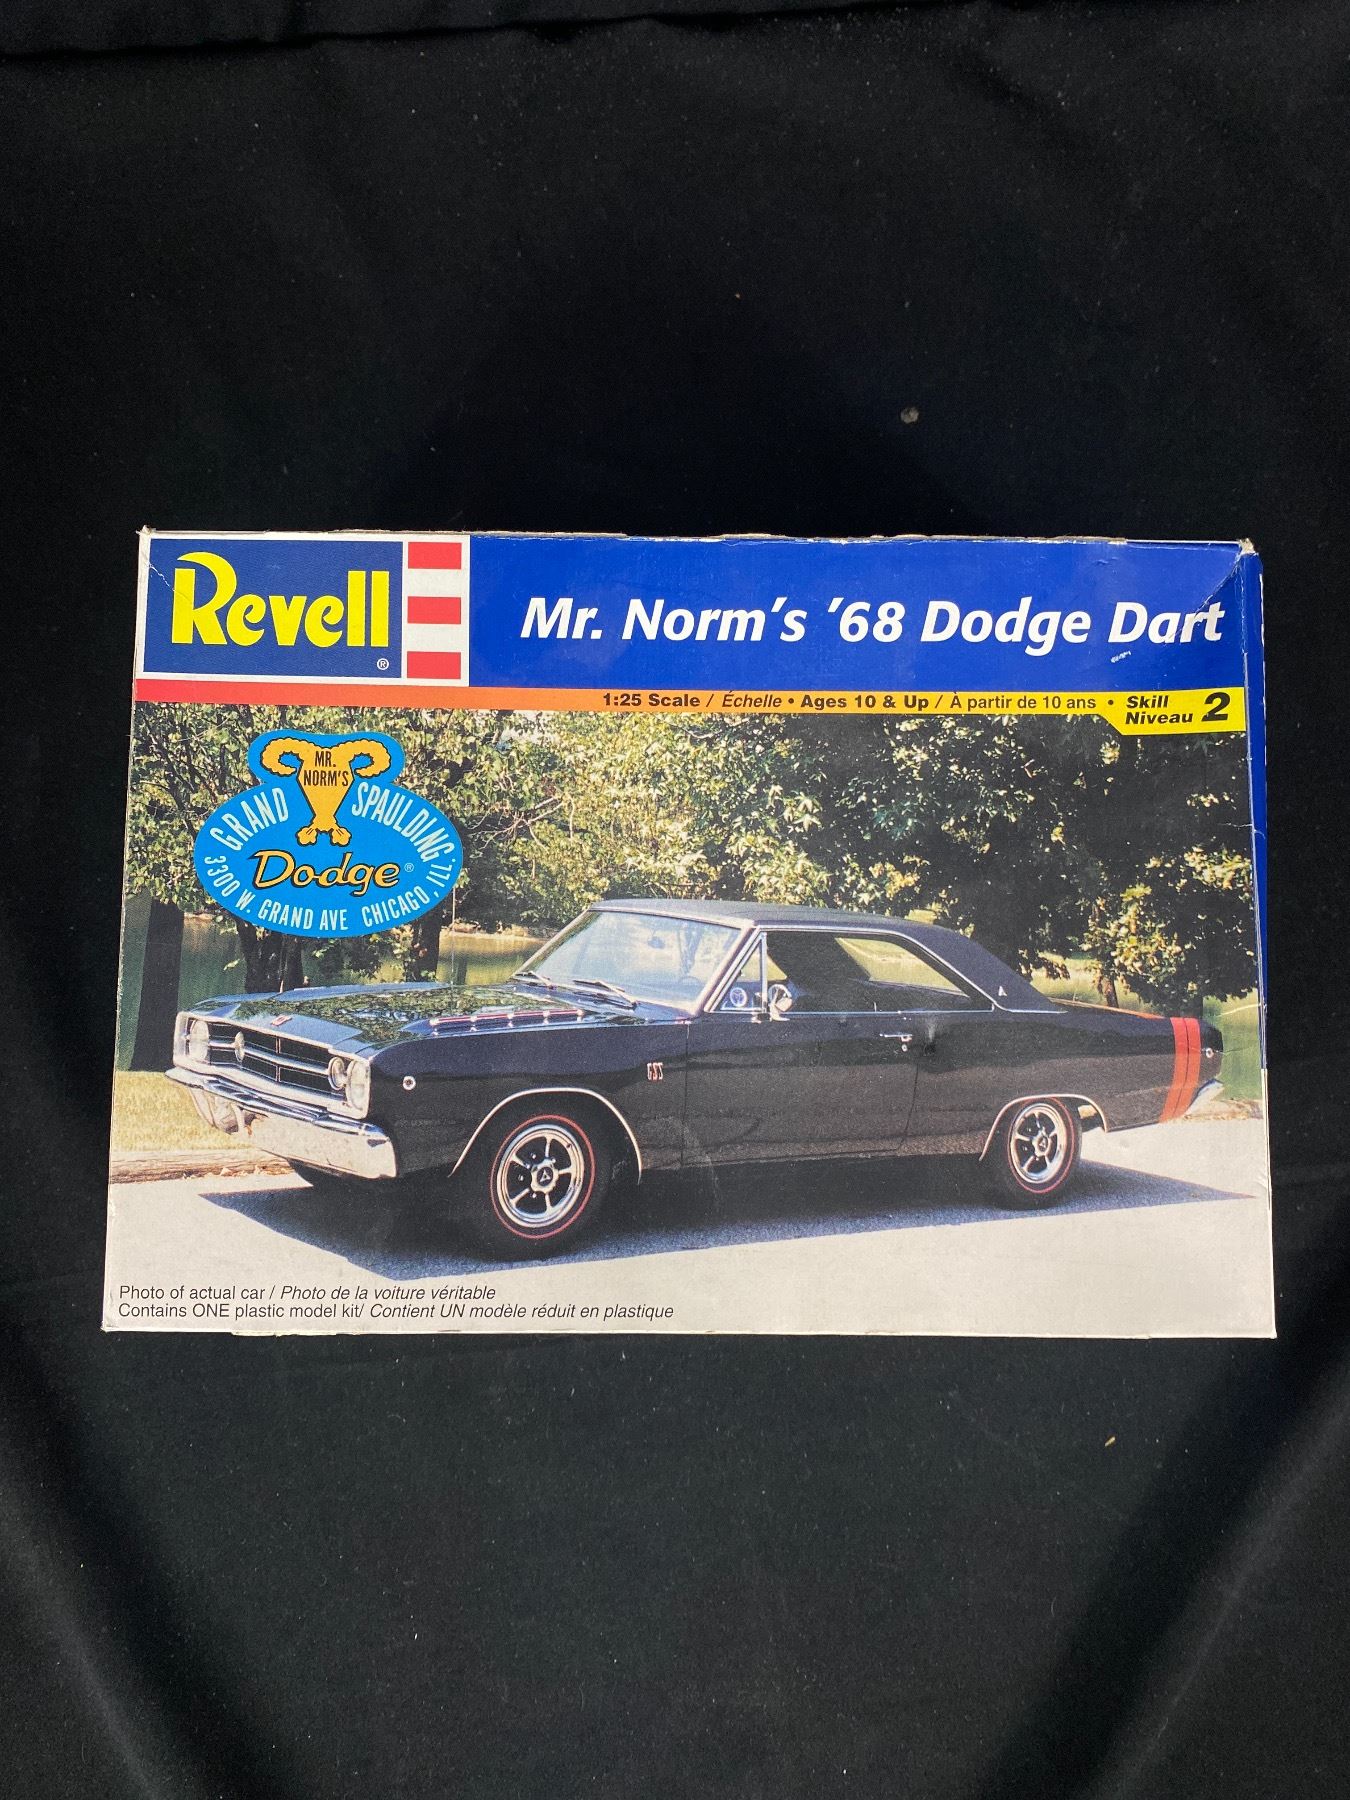 Revell®
Mr. Norm's '68 Dodge Dart
1:25 Scale / Échelle • Ages 10 & Up / À partir de 10 ans • Skill Niveau 2
MR. NORM'S
GRAND SPAULDING
Dodge®
3300 W. GRAND AVE CHICAGO, ILL.
GSS
Photo of actual car / Photo de la voiture véritable
Contains ONE plastic model kit/ Contient UN modèle réduit en plastique